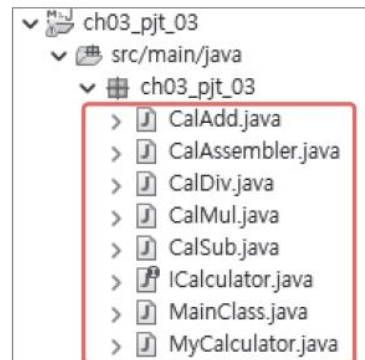 ch03_pjt_03
src/main/java
ch03_pjt_03
CalAdd.java
CalAssembler.java
CalDiv.java
CalMul.java
CalSub.java
ICalculator.java
MainClass.java
MyCalculator.java